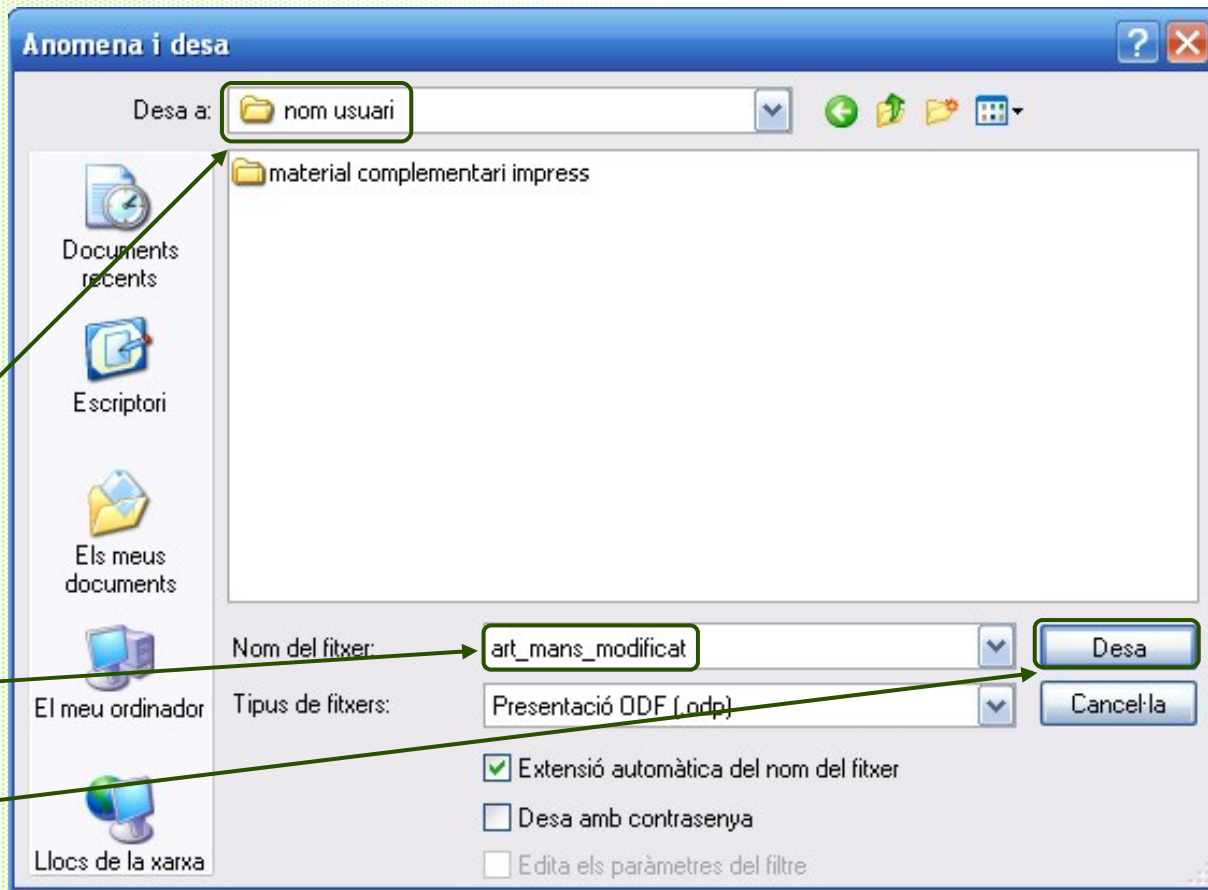 Anomena i desa
Desa a: nom usuari
material complementari impress
Documents
recents
Escriptori
Els meus
documents
El meu ordinador
Llocs de la xarxa
Nom del fitxer: art_mans_modificat Desa
Tipus de fitxers: Presentació ODF (.odp) Cancel·la
Extensió automàtica del nom del fitxer
Desa amb contrasenya
Edita els paràmetres del filtre